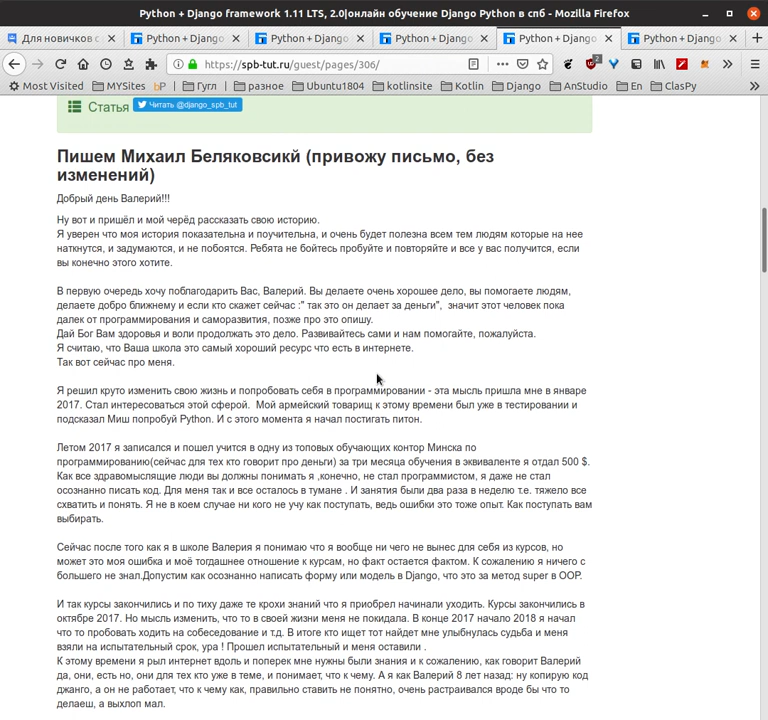 Python + Django framework 1.11 LTS, 2.0|онлайн обучение Django Python в спб - Mozilla Firefox
Для новичков с
Python + Django
Python + Django
Python + Django
Python + Django
Python + Django
https://spb-tut.ru/guest/pages/306/
2
Most Visited
MYSites
bP
Гугл
разное
Ubuntu1804
kotlinsite
Kotlin
Django
AnStudio
En
ClasPy
Статья
Читать @django_spb_tut
Пишем Михаил Беляковсикй (привожу письмо, без
изменений)
Добрый день Валерий!!!
Ну вот и пришёл и мой черёд рассказать свою историю.
Я уверен что моя история показательна и поучительна, и очень будет полезна всем тем людям которые на нее
наткнутся, и задумаются, и не побоятся. Ребята не бойтесь пробуйте и повторяйте и все у вас получится, если
вы конечно этого хотите.
В первую очередь хочу поблагодарить Вас, Валерий. Вы делаете очень хорошее дело, вы помогаете людям,
делаете добро ближнему и если кто скажет сейчас :" так это он делает за деньги", значит этот человек пока
далек от программирования и саморазвития, позже про это опишу.
Дай Бог Вам здоровья и воли продолжать это дело. Развивайтесь сами и нам помогайте, пожалуйста.
Я считаю, что Ваша школа это самый хороший ресурс что есть в интернете.
Так вот сейчас про меня.
Я решил круто изменить свою жизнь и попробовать себя в программировании - эта мысль пришла мне в январе
2017. Стал интересоваться этой сферой. Мой армейский товарищ к этому времени был уже в тестировании и
подсказал Миш попробуй Python. И с этого момента я начал постигать питон.
Летом 2017 я записался и пошел учится в одну из топовых обучающих контор Минска по
программированию(сейчас для тех кто говорит про деньги) за три месяца обучения в эквиваленте я отдал 500 $.
Как все здравомыслящие люди вы должны понимать я ,конечно, не стал программистом, я даже не стал
осознанно писать код. Для меня так и все осталось в тумане . И занятия были два раза в неделю т.е. тяжело все
схватить и понять. Я не в коем случае ни кого не учу как поступать, ведь ошибки это тоже опыт. Как поступать вам
выбирать.
Сейчас после того как я в школе Валерия я понимаю что я вообще ни чего не вынес для себя из курсов, но
может это моя ошибка и моё тогдашнее отношение к курсам, но факт остается фактом. К сожалению я ничего с
большего не знал.Допустим как осознанно написать форму или модель в Django, что это за метод super в ООР.
И так курсы закончились и по тиху даже те крохи знаний что я приобрел начинали уходить. Курсы закончились в
октябре 2017. Но мысль изменить, что то в своей жизни меня не покидала. В конце 2017 начало 2018 я начал
что то пробовать ходить на собеседование и т.д. В итоге кто ищет тот найдет мне улыбнулась судьба и меня
взяли на испытательный срок, ура ! Прошел испытательный и меня оставили .
К этому времени я рыл интернет вдоль и поперек мне нужны были знания и к сожалению, как говорит Валерий
да, они, есть но, они для тех кто уже в теме, и понимает, что к чему. А я как Валерий 8 лет назад: ну копирую код
джанго, а он не работает, что к чему как, правильно ставить не понятно, очень растраивался вроде бы что то
делаеш, а выхлоп мал.